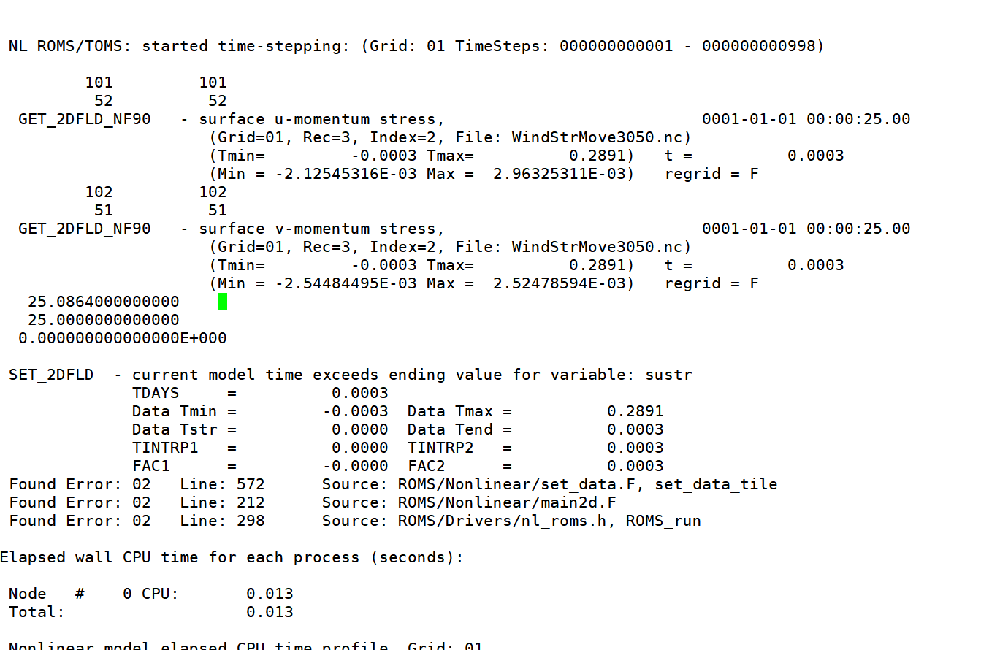 NL ROMS/TOMS: started time-stepping: (Grid: 01 TimeSteps: 000000000001 - 000000000998)
101 101
52 52
GET_2DFLD_NF90 - surface u-momentum stress, 0001-01-01 00:00:25.00
(Grid=01, Rec=3, Index=2, File: WindStrMove3050.nc)
(Tmin= -0.0003 Tmax= 0.2891) t = 0.0003
(Min = -2.12545316E-03 Max = 2.96325311E-03) regrid = F
102 102
51 51
GET_2DFLD_NF90 - surface v-momentum stress, 0001-01-01 00:00:25.00
(Grid=01, Rec=3, Index=2, File: WindStrMove3050.nc)
(Tmin= -0.0003 Tmax= 0.2891) t = 0.0003
(Min = -2.54484495E-03 Max = 2.52478594E-03) regrid = F
25.0864000000000
25.0000000000000
0.000000000000000E+000
SET_2DFLD - current model time exceeds ending value for variable: sustr
TDAYS = 0.0003
Data Tmin = -0.0003 Data Tmax = 0.2891
Data Tstr = 0.0000 Data Tend = 0.0003
TINTRP1 = 0.0000 TINTRP2 = 0.0003
FAC1 = -0.0000 FAC2 = 0.0003
Found Error: 02 Line: 572 Source: ROMS/Nonlinear/set_data.F, set_data_tile
Found Error: 02 Line: 212 Source: ROMS/Nonlinear/main2d.F
Found Error: 02 Line: 298 Source: ROMS/Drivers/nl_roms.h, ROMS_run
Elapsed wall CPU time for each process (seconds):
Node # 0 CPU: 0.013
Total: 0.013
Nonlinear model elapsed CPU time profile, Grid: 01